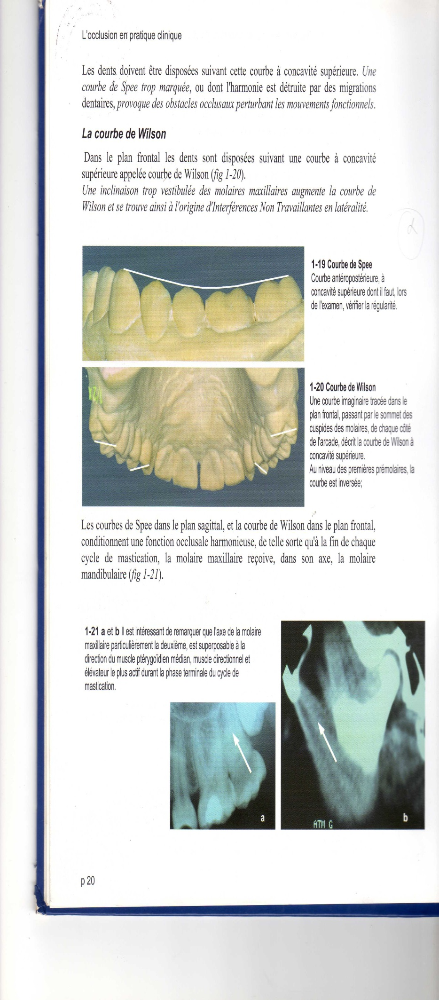 L'occlusion en pratique clinique
Les dents doivent être disposées suivant cette courbe à concavité supérieure. Une
courbe de Spee trop marquée, ou dont l'harmonie est détruite par des migrations
dentaires, provoque des obstacles occlusaux perturbant les mouvements fonctionnels.
La courbe de Wilson
Dans le plan frontal les dents sont disposées suivant une courbe à concavité
supérieure appelée courbe de Wilson (fig 1-20).
Une inclinaison trop vestibulée des molaires maxillaires augmente la courbe de
Wilson et se trouve ainsi à l'origine d'Interférences Non Travaillantes en latéralité.
1-19 Courbe de Spee
Courbe antéropostérieure, à
concavité supérieure dont il faut, lors
de l'examen, vérifier la régularité.
1-20 Courbe de Wilson
Une courbe imaginaire tracée dans le
plan frontal, passant par le sommet des
cuspides des molaires, de chaque côté
de l'arcade, décrit la courbe de Wilson à
concavité supérieure.
Au niveau des premières prémolaires, la
courbe est inversée;
Les courbes de Spee dans le plan sagittal, et la courbe de Wilson dans le plan frontal,
conditionnent une fonction occlusale harmonieuse, de telle sorte qu'à la fin de chaque
cycle de mastication, la molaire maxillaire reçoive, dans son axe, la molaire
mandibulaire (fig 1-21).
1-21 a et b Il est intéressant de remarquer que l'axe de la molaire
maxillaire particulièrement la deuxième, est superposable à la
direction du muscle ptérygoïdien médian, muscle directionnel et
élévateur le plus actif durant la phase terminale du cycle de
mastication.
a
b
ATM G
p 20